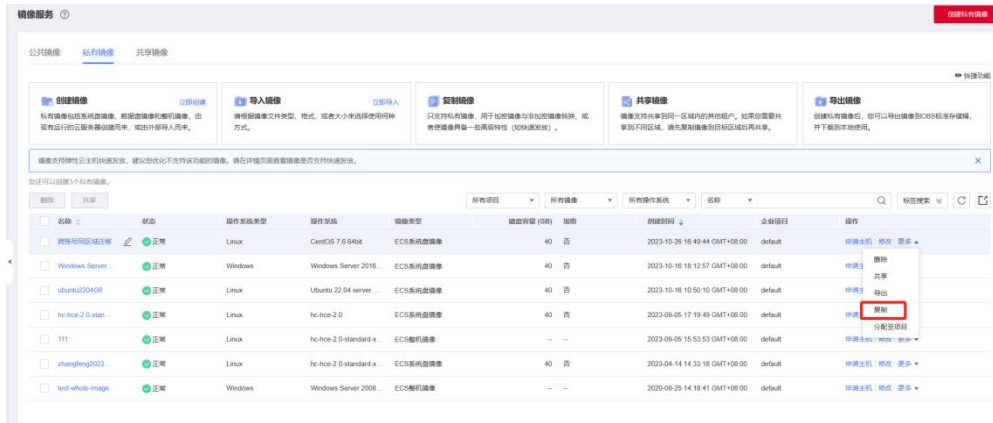 镜像服务
创建私有镜像
公共镜像 私有镜像 共享镜像
快捷功能
创建镜像 立即创建
私有镜像包括系统盘镜像、数据盘镜像和整机镜像，由
现有运行的云服务器创建而来，或由外部导入而来。
导入镜像 立即导入
请根据镜像文件类型、格式，或者大小来选择使用何种
方式。
复制镜像
只支持私有镜像，用于加密镜像与非加密镜像转换，或
者使镜像具备一些高级特性（如快速发放）。
共享镜像
镜像支持共享到同一区域内的其他租户。如果您需要共
享到不同区域，请先复制镜像到目标区域后再共享。
导出镜像
创建私有镜像后，您可以导出镜像到OBS标准存储桶，
并下载到本地使用。
镜像支持弹性云主机快速发放，建议您优化不支持该功能的镜像。请在详情页面查看镜像是否支持快速发放。
您还可以创建3个私有镜像。
删除 共享 所有项目 所有镜像 所有操作系统 名称 标签搜索
名称 状态 操作系统类型 操作系统 镜像类型 磁盘容量 (GB) 加密 创建时间 企业项目 操作
跨账号同区域迁移 正常 Linux CentOS 7.6 64bit ECS系统盘镜像 40 否 2023-10-26 16:49:44 GMT+08:00 default 申请主机 修改 更多
Windows Server... 正常 Windows Windows Server 2016... ECS系统盘镜像 40 否 2023-10-16 18:12:57 GMT+08:00 default
ubuntu2204G6 正常 Linux Ubuntu 22.04 server... ECS系统盘镜像 40 否 2023-10-16 10:50:10 GMT+08:00 default
hc-hce-2.0-stan... 正常 Linux hc-hce-2.0 ECS系统盘镜像 40 否 2023-09-05 17:19:49 GMT+08:00 default
111 正常 Linux hc-hce-2.0-standard-x... ECS整机镜像 -- -- 2023-09-05 15:53:53 GMT+08:00 default 申请主机 修改 更多
zhangfeng2023... 正常 Linux hc-hce-2.0-standard-x... ECS系统盘镜像 40 否 2023-04-14 14:33:18 GMT+08:00 default 申请主机 修改 更多
test-whole-image 正常 Windows Windows Server 2008... ECS整机镜像 -- -- 2020-08-25 14:18:41 GMT+08:00 default 申请主机 修改 更多
删除
共享
导出
复制
分配至项目